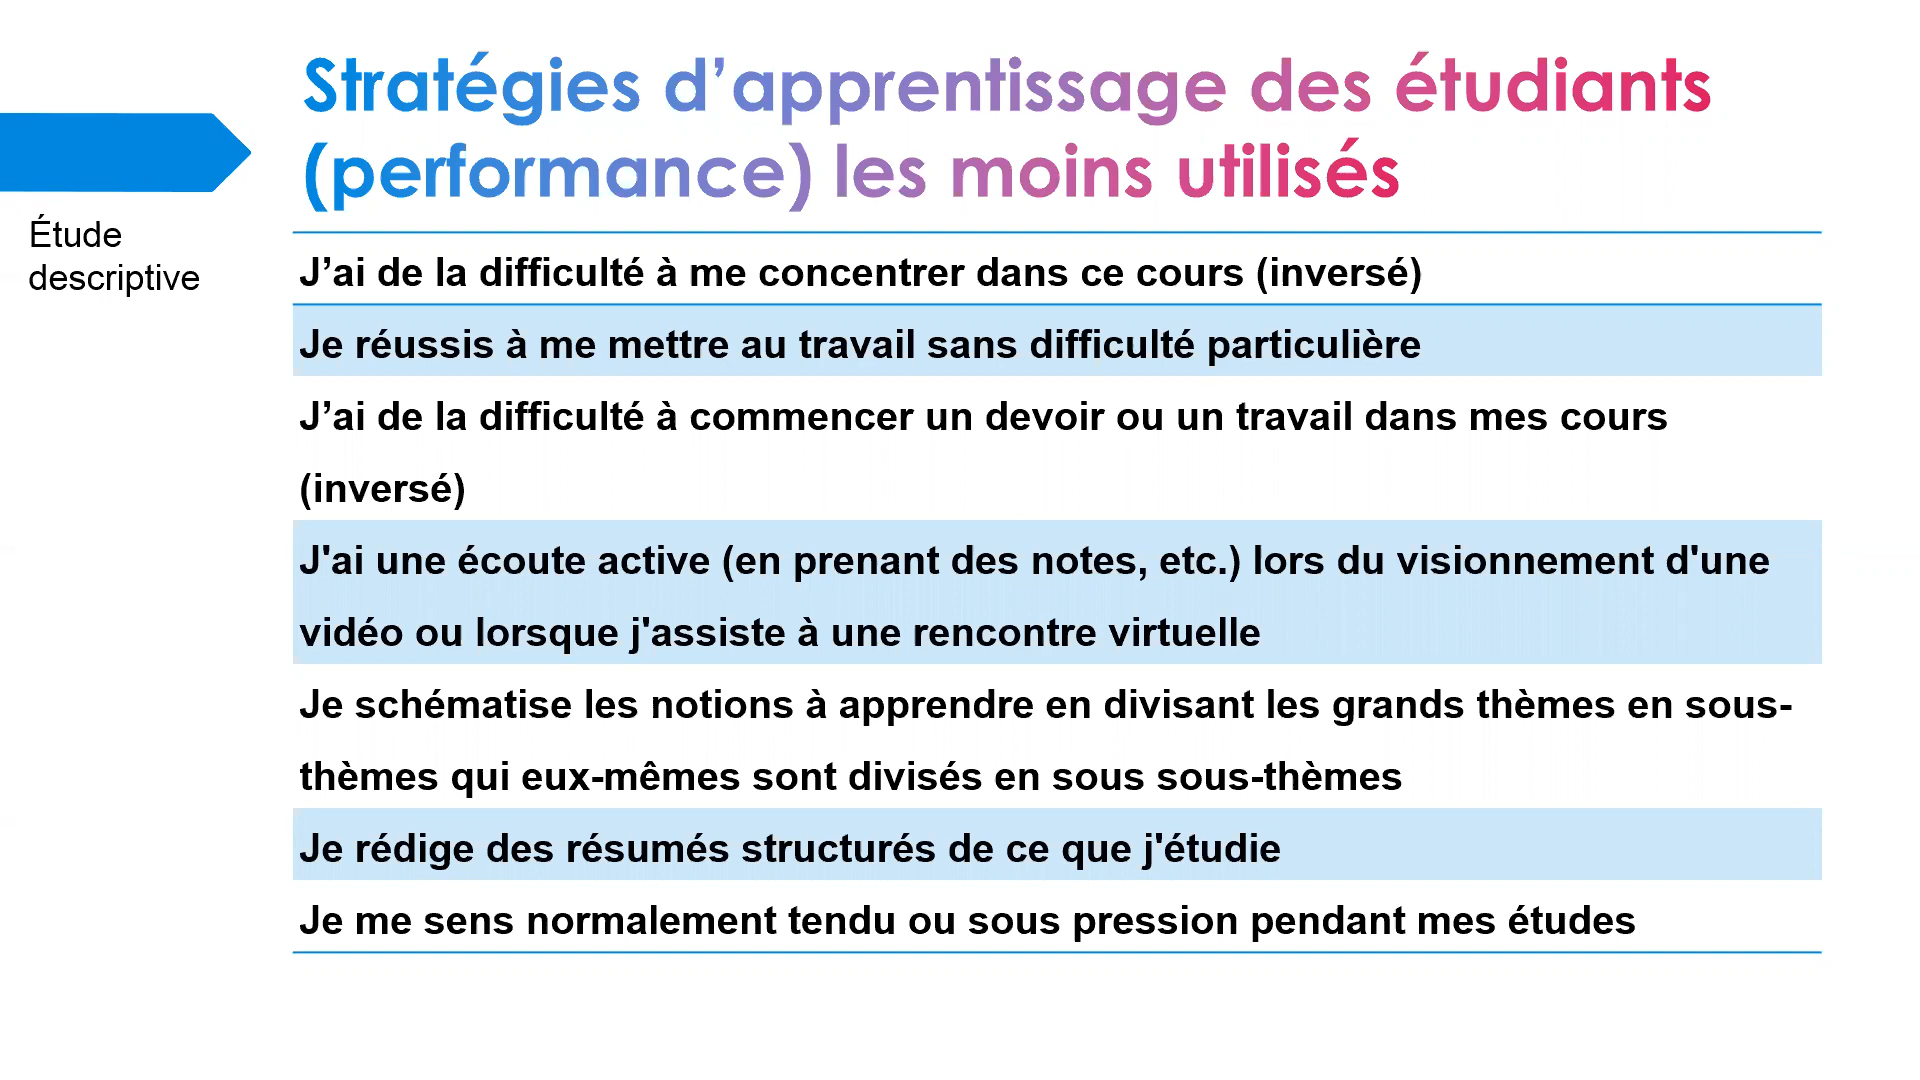 Stratégies d’apprentissage des étudiants
(performance) les moins utilisés
Étude
descriptive
J’ai de la difficulté à me concentrer dans ce cours (inversé)
Je réussis à me mettre au travail sans difficulté particulière
J’ai de la difficulté à commencer un devoir ou un travail dans mes cours
(inversé)
J'ai une écoute active (en prenant des notes, etc.) lors du visionnement d'une
vidéo ou lorsque j'assiste à une rencontre virtuelle
Je schématise les notions à apprendre en divisant les grands thèmes en sous-
thèmes qui eux-mêmes sont divisés en sous sous-thèmes
Je rédige des résumés structurés de ce que j'étudie
Je me sens normalement tendu ou sous pression pendant mes études